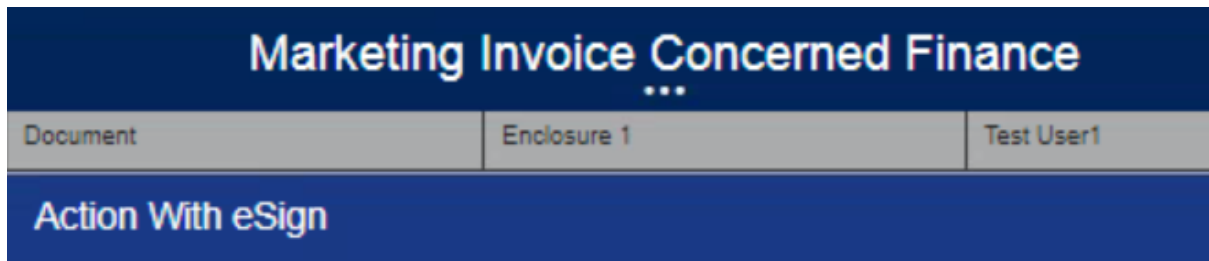 Marketing Invoice Concerned Finance
...
Document Enclosure 1 Test User1
Action With eSign